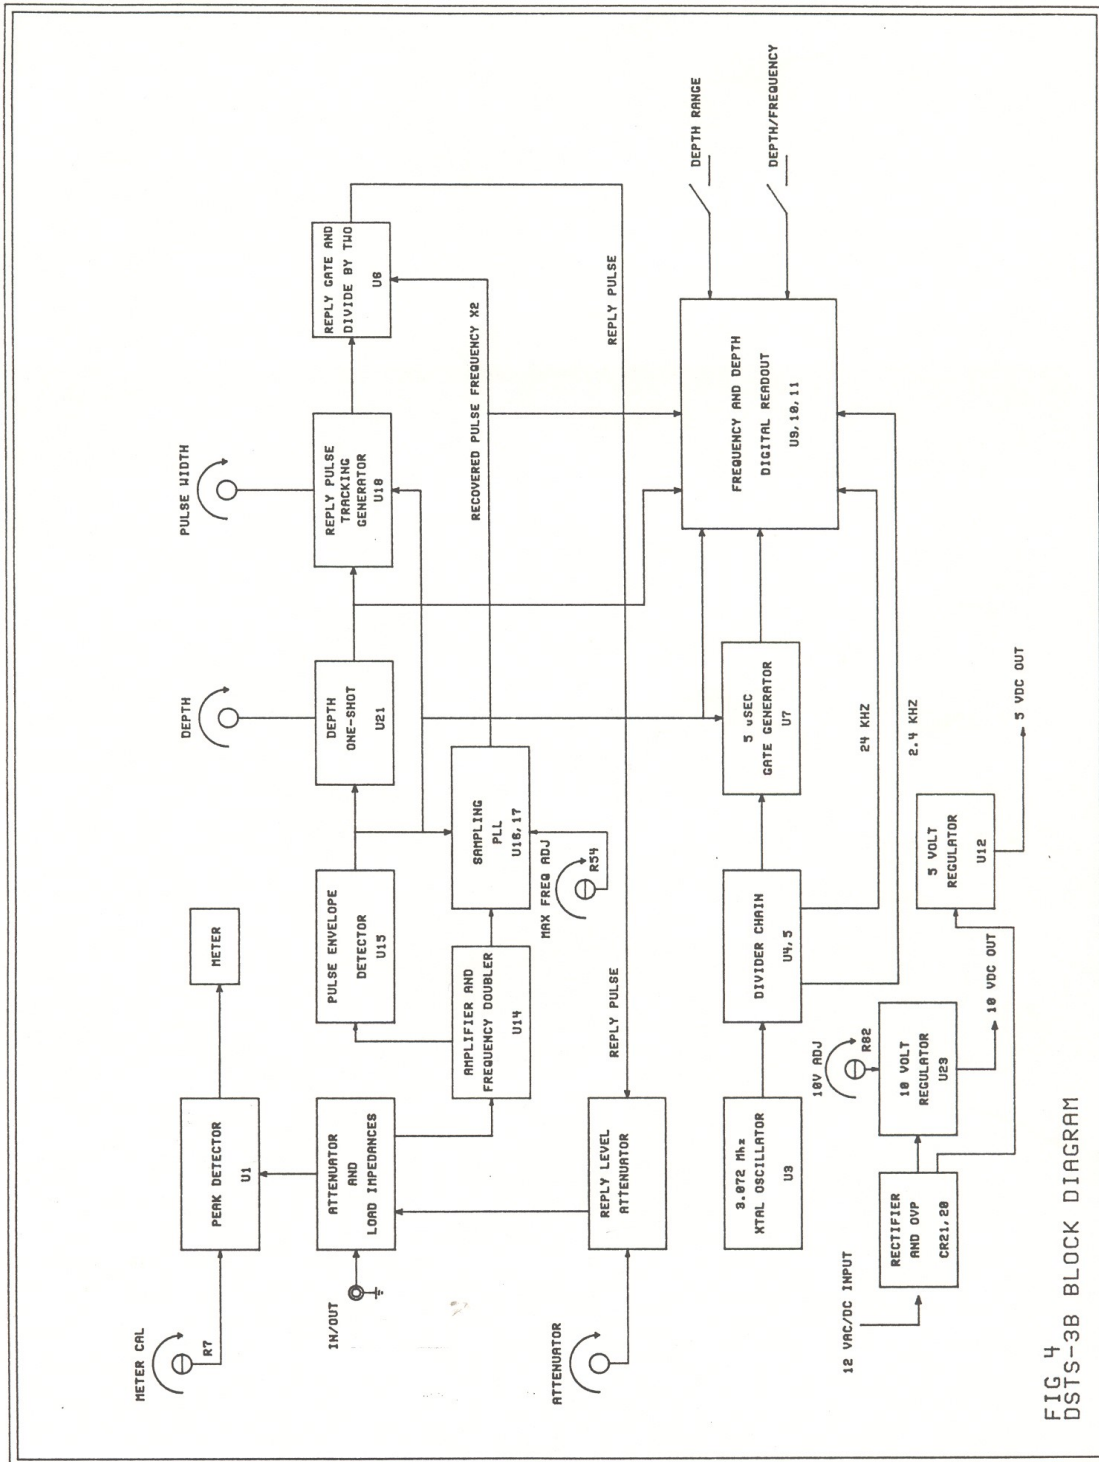 METER CAL
R7
PEAK DETECTOR
U1
METER
IN/OUT
ATTENUATOR
AND
LOAD IMPEDANCES
PULSE ENVELOPE
DETECTOR
U15
DEPTH
DEPTH
ONE-SHOT
U21
PULSE WIDTH
REPLY PULSE
TRACKING
GENERATOR
U18
REPLY GATE AND
DIVIDE BY TWO
U6
AMPLIFIER AND
FREQUENCY DOUBLER
U14
SAMPLING
PLL
U16,17
MAX FREQ ADJ
R54
RECOVERED PULSE FREQUENCY X2
ATTENUATOR
REPLY LEVEL
ATTENUATOR
REPLY PULSE
REPLY PULSE
3.072 Mhz
XTAL OSCILLATOR
U3
DIVIDER CHAIN
U4,5
5 uSEC
GATE GENERATOR
U7
FREQUENCY AND DEPTH
DIGITAL READOUT
U9,10,11
DEPTH RANGE
DEPTH/FREQUENCY
24 KHZ
2.4 KHZ
12 VAC/DC INPUT
RECTIFIER
AND OVP
CR21,20
10V ADJ
R82
10 VOLT
REGULATOR
U23
10 VDC OUT
5 VOLT
REGULATOR
U12
5 VDC OUT
FIG 4
DSTS-3B BLOCK DIAGRAM